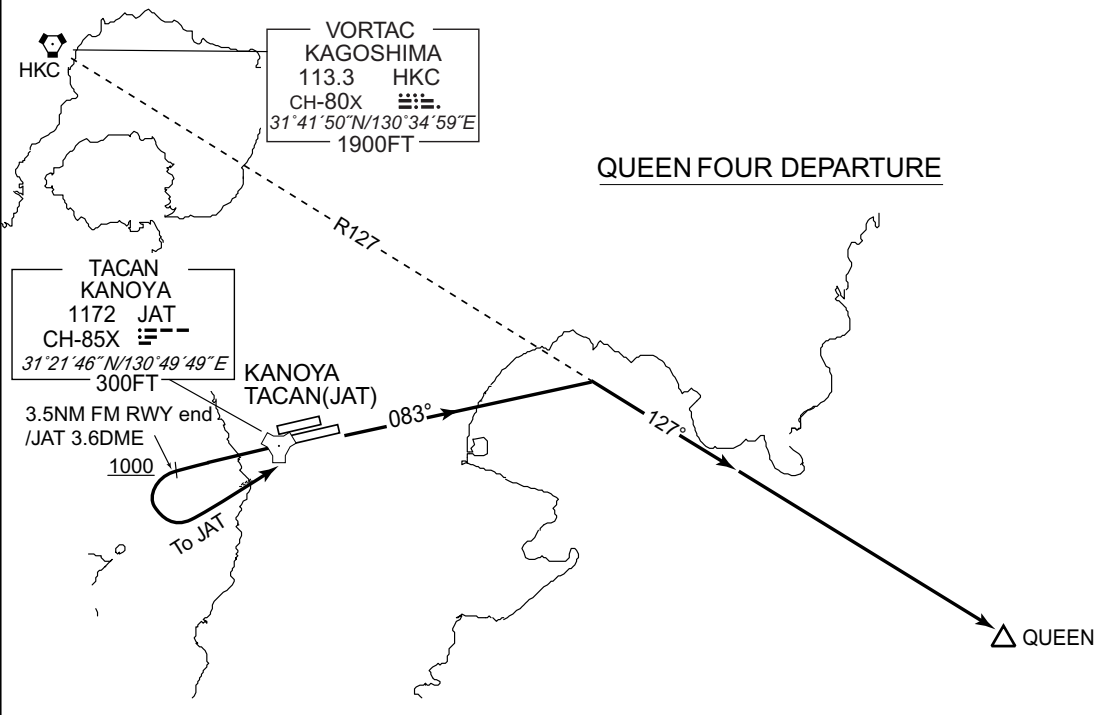 VORTAC
KAGOSHIMA
113.3 HKC
CH-80X
31°41′50″N/130°34′59″E
1900FT
HKC
QUEEN FOUR DEPARTURE
R127
TACAN
KANOYA
1172 JAT
CH-85X
31°21′46″N/130°49′49″E
300FT
KANOYA
TACAN(JAT)
3.5NM FM RWY end
/JAT 3.6DME
1000
083°
127°
To JAT
QUEEN